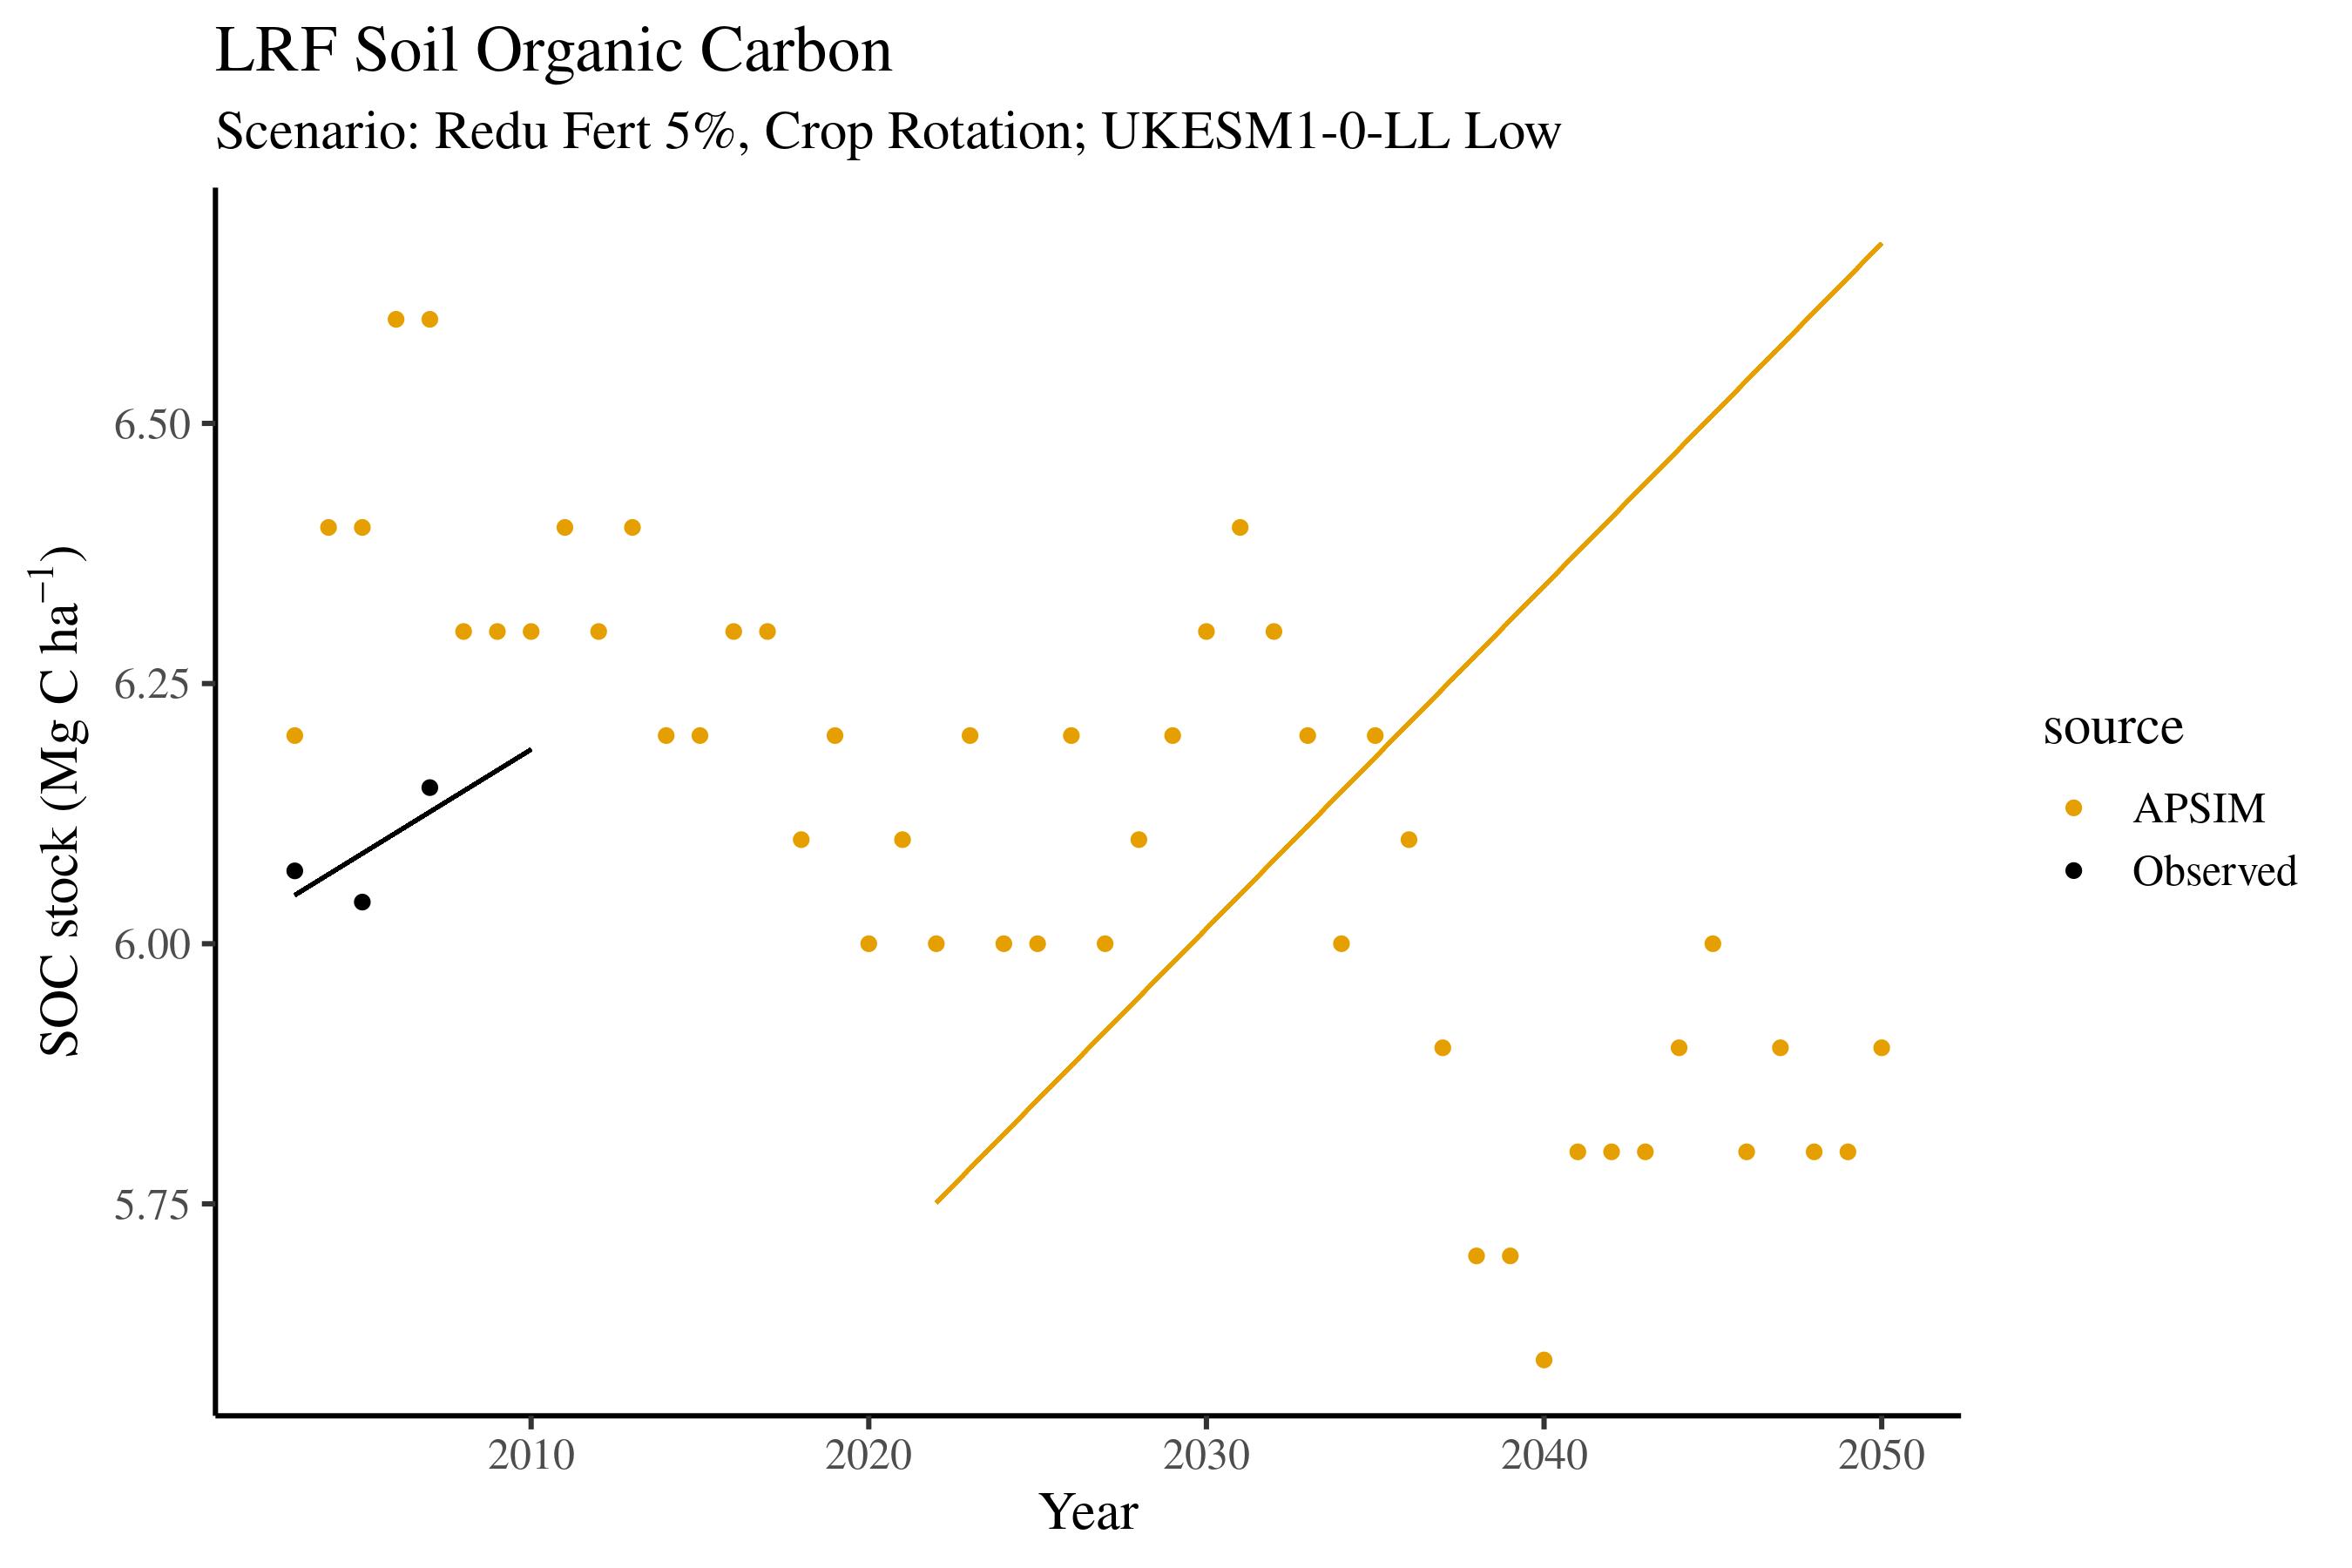 LRF Soil Organic Carbon
Scenario: Redu Fert 5%, Crop Rotation; UKESM1-0-LL Low
SOC stock (Mg C ha⁻¹)
6.50
6.25
6.00
5.75
2010 2020 2030 2040 2050
Year
source
APSIM
Observed